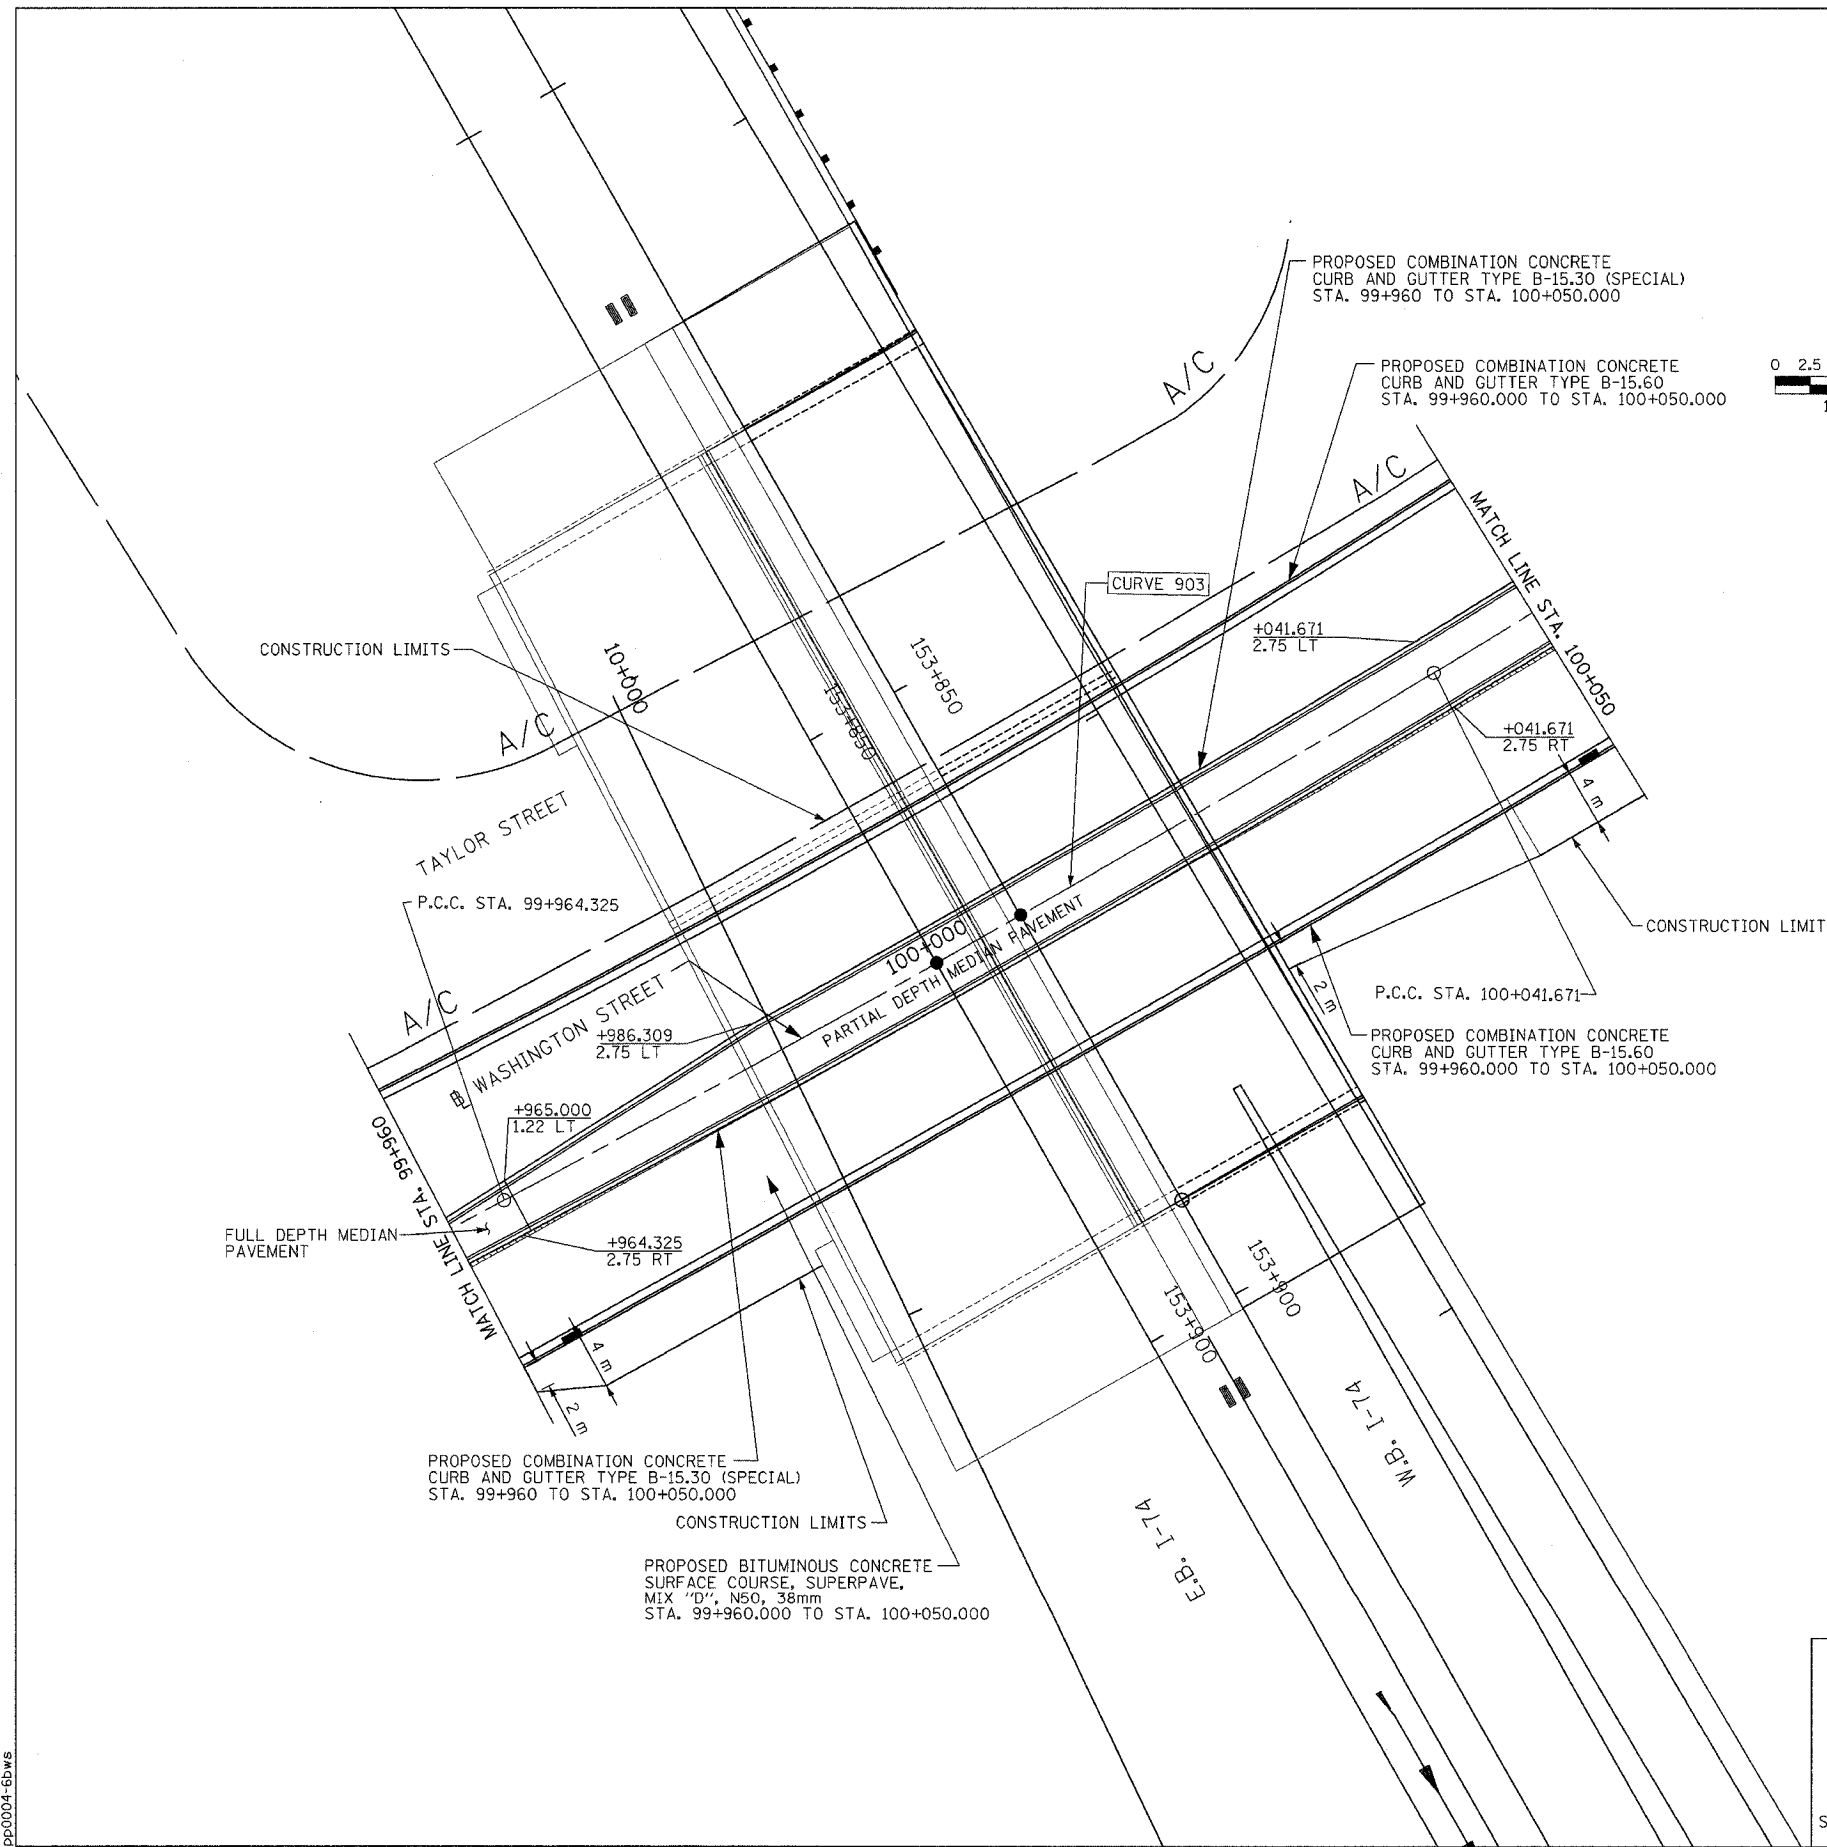 PROPOSED COMBINATION CONCRETE
CURB AND GUTTER TYPE B-15.30 (SPECIAL)
STA. 99+960 TO STA. 100+050.000
PROPOSED COMBINATION CONCRETE
CURB AND GUTTER TYPE B-15.60
STA. 99+960.000 TO STA. 100+050.000
0 2.5
A/C
A/C
MATCH LINE STA. 100+050
CURVE 903
+041.671
2.75 LT
CONSTRUCTION LIMITS
10+000
153+850
153+850
A/C
+041.671
2.75 RT
4 m
TAYLOR STREET
P.C.C. STA. 99+964.325
100+000
PARTIAL DEPTH MEDIAN PAVEMENT
CONSTRUCTION LIMIT
A/C
WASHINGTON STREET
+986.309
2.75 LT
2 m
P.C.C. STA. 100+041.671
PROPOSED COMBINATION CONCRETE
CURB AND GUTTER TYPE B-15.60
STA. 99+960.000 TO STA. 100+050.000
+965.000
1.22 LT
MATCH LINE STA. 99+960
FULL DEPTH MEDIAN
PAVEMENT
+964.325
2.75 RT
153+900
153+900
4 m
2 m
W.B. I-74
E.B. I-74
PROPOSED COMBINATION CONCRETE
CURB AND GUTTER TYPE B-15.30 (SPECIAL)
STA. 99+960 TO STA. 100+050.000
CONSTRUCTION LIMITS
PROPOSED BITUMINOUS CONCRETE
SURFACE COURSE, SUPERPAVE,
MIX "D", N50, 38mm
STA. 99+960.000 TO STA. 100+050.000
pp0004-6bws